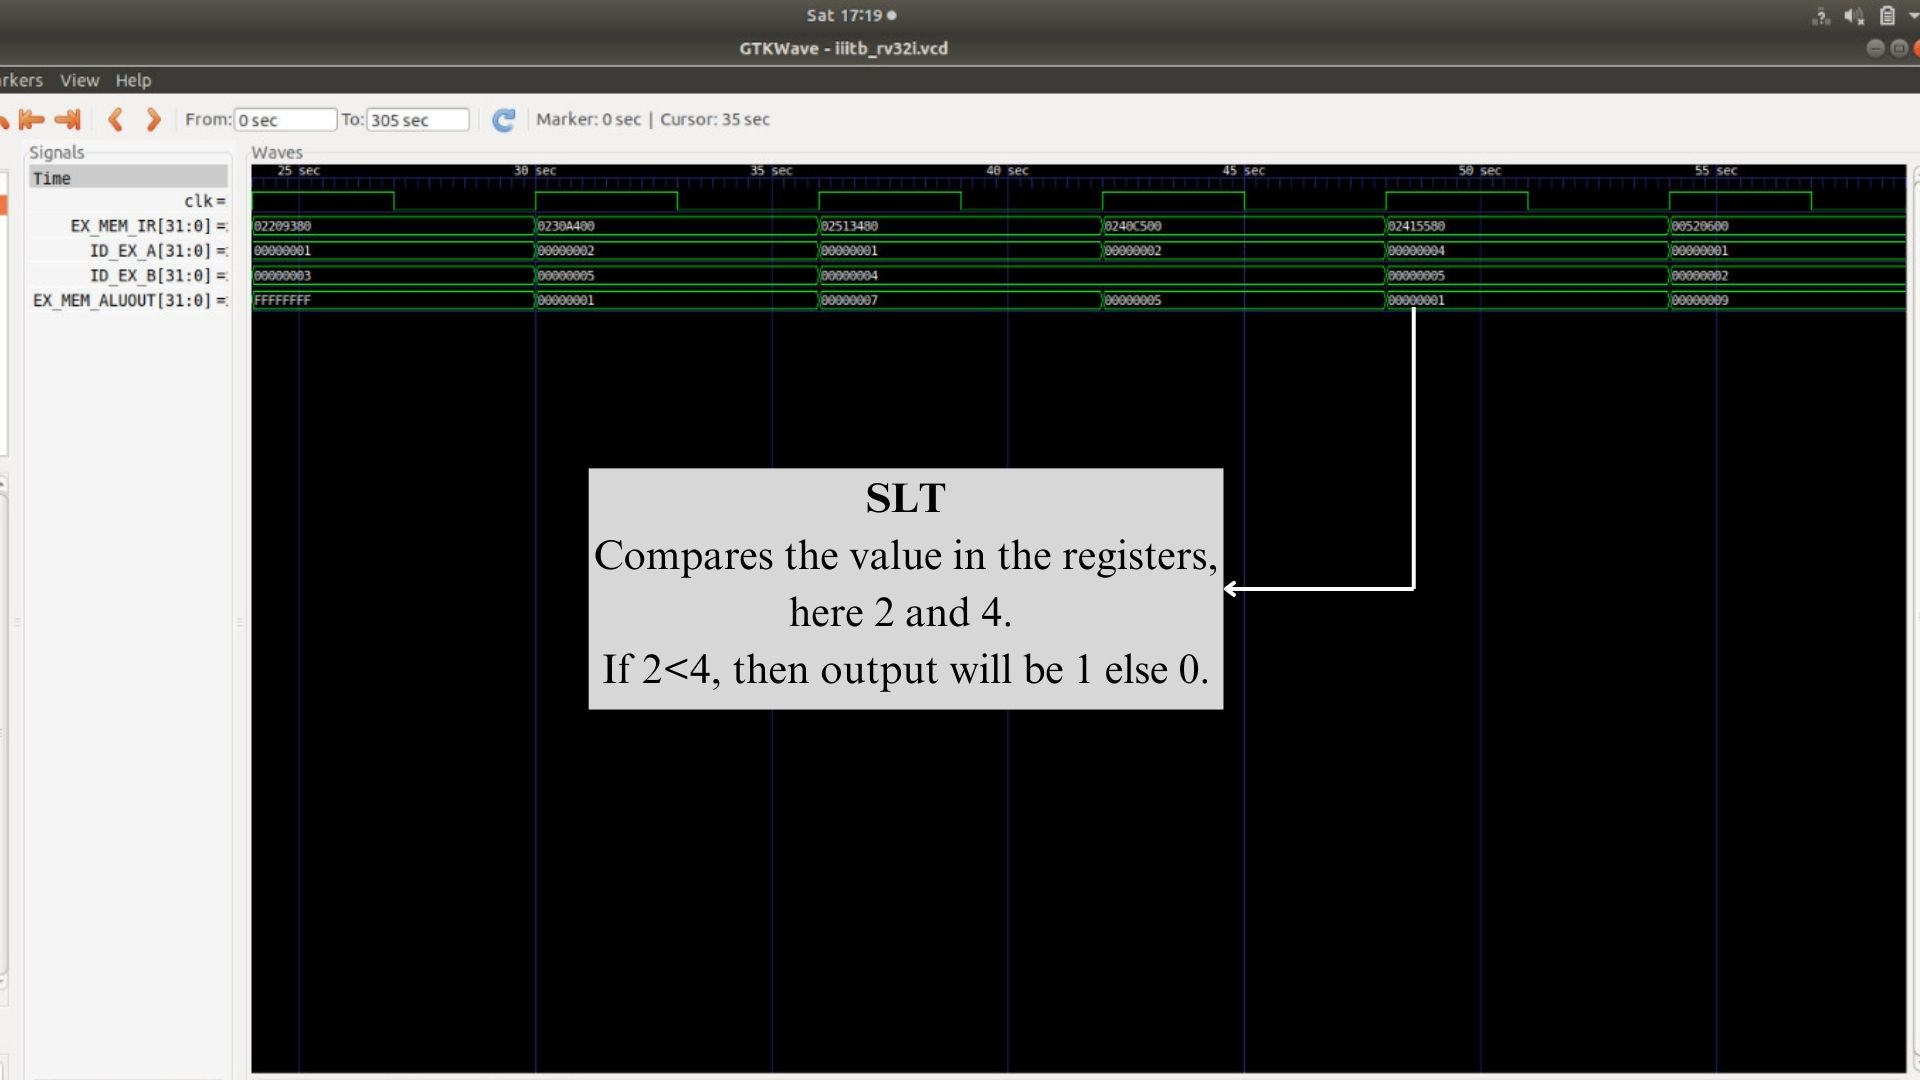 Sat 17:19
GTKWave - iiitb_rv32i.vcd
rkers View Help
From: 0 sec To: 305 sec Marker: 0 sec | Cursor: 35 sec
Signals
Waves
Time
25 sec 30 sec 35 sec 40 sec 45 sec 50 sec 55 sec
clk=
EX_MEM_IR[31:0] = 02209380 0230A400 02513480 0240C500 02415580 00520600
ID_EX_A[31:0] = 00000001 00000002 00000001 00000002 00000004 00000001
ID_EX_B[31:0] = 00000003 00000005 00000004 00000005 00000002
EX_MEM_ALUOUT[31:0] = FFFFFFFF 00000001 00000007 00000005 00000001 00000009
SLT
Compares the value in the registers,
here 2 and 4.
If 2<4, then output will be 1 else 0.